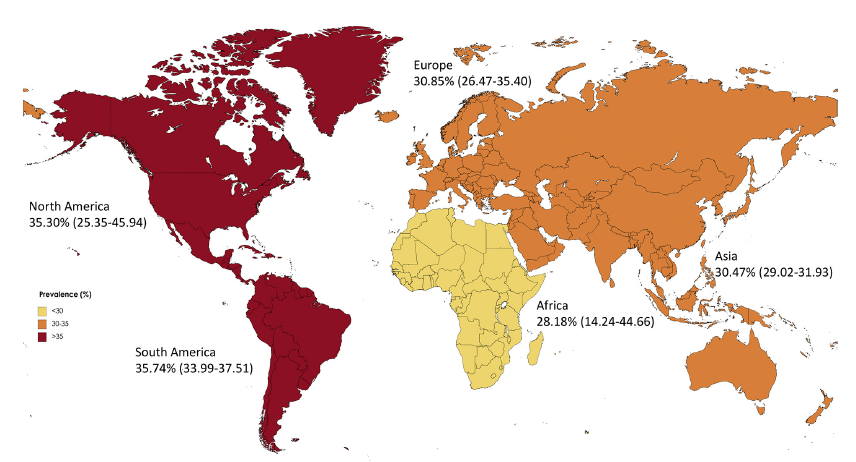 Europe
30.85% (26.47-35.40)
North America
35.30% (25.35-45.94)
Asia
30.47% (29.02-31.93)
Prevalence (%)
<30
30-35
>35
Africa
28.18% (14.24-44.66)
South America
35.74% (33.99-37.51)